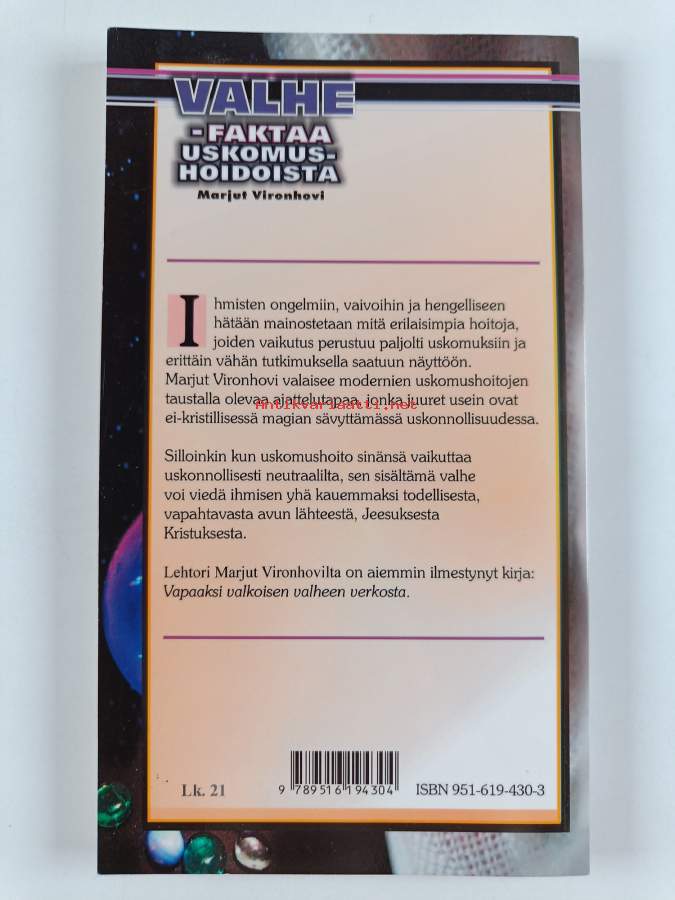 VALHE
-FAKTAA
USKOMUS-
HOIDOISTA
Marjut Vironhovi
Ihmisten ongelmiin, vaivoihin ja hengelliseen
hätään mainostetaan mitä erilaisimpia hoitoja,
joiden vaikutus perustuu paljolti uskomuksiin ja
erittäin vähän tutkimuksella saatuun näyttöön.
Marjut Vironhovi valaisee modernien uskomushoitojen
taustalla olevaa ajattelutapaa, jonka juuret usein ovat
Antikvariaatti.net
ei-kristillisessä magian sävyttämässä uskonnollisuudessa.
Silloinkin kun uskomushoito sinänsä vaikuttaa
uskonnollisesti neutraalilta, sen sisältämä valhe
voi viedä ihmisen yhä kauemmaksi todellisesta,
vapahtavasta avun lähteestä, Jeesuksesta
Kristuksesta.
Lehtori Marjut Vironhovilta on aiemmin ilmestynyt kirja:
Vapaaksi valkoisen valheen verkosta.
Lk. 21
9 789516 194304
ISBN 951-619-430-3